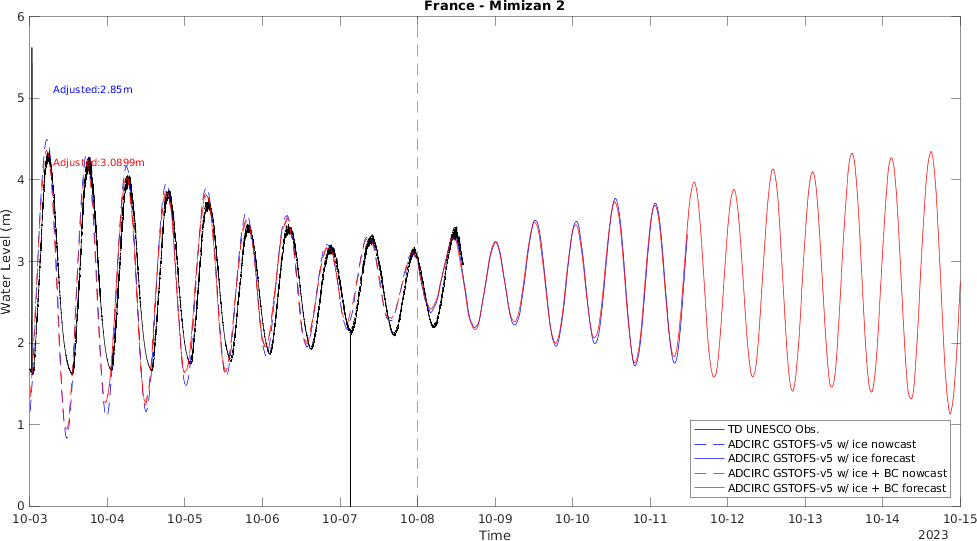 France - Mimizan 2
6
5
4
3
2
1
0
Water Level (m)
Adjusted:2.85m
Adjusted:3.0899m
TD UNESCO Obs.
ADCIRC GSTOFS-v5 w/ ice nowcast
ADCIRC GSTOFS-v5 w/ ice forecast
ADCIRC GSTOFS-v5 w/ ice + BC nowcast
ADCIRC GSTOFS-v5 w/ ice + BC forecast
10-03 10-04 10-05 10-06 10-07 10-08 10-09 10-10 10-11 10-12 10-13 10-14 10-15
Time
2023